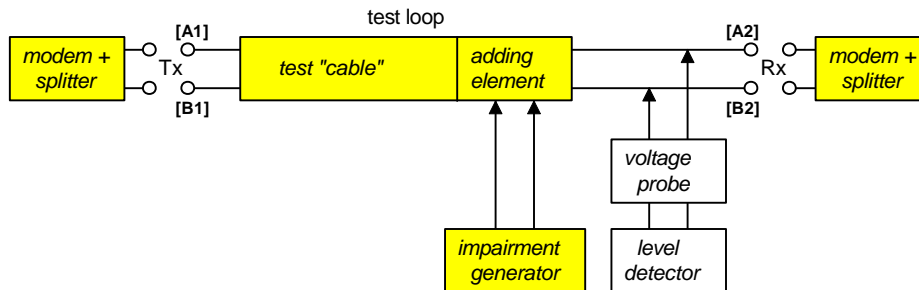 test loop
[A1]
[A2]
modem +
splitter
Tx
test "cable"
adding
element
Rx
modem +
splitter
[B1]
[B2]
voltage
probe
impairment
generator
level
detector